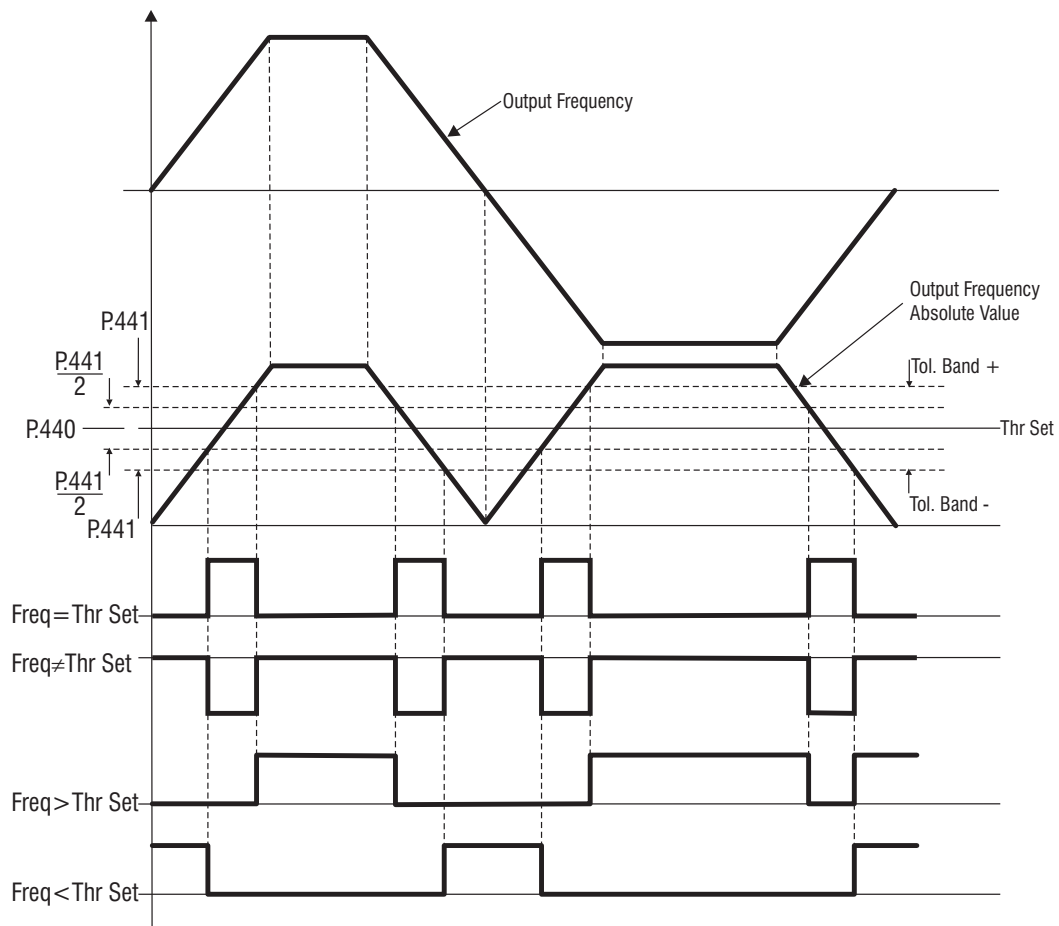 Output Frequency
Output Frequency
Absolute Value
P.441
P.441
2
Tol. Band +
P.440
Thr Set
P.441
2
P.441
Tol. Band -
Freq=Thr Set
Freq≠Thr Set
Freq>Thr Set
Freq<Thr Set